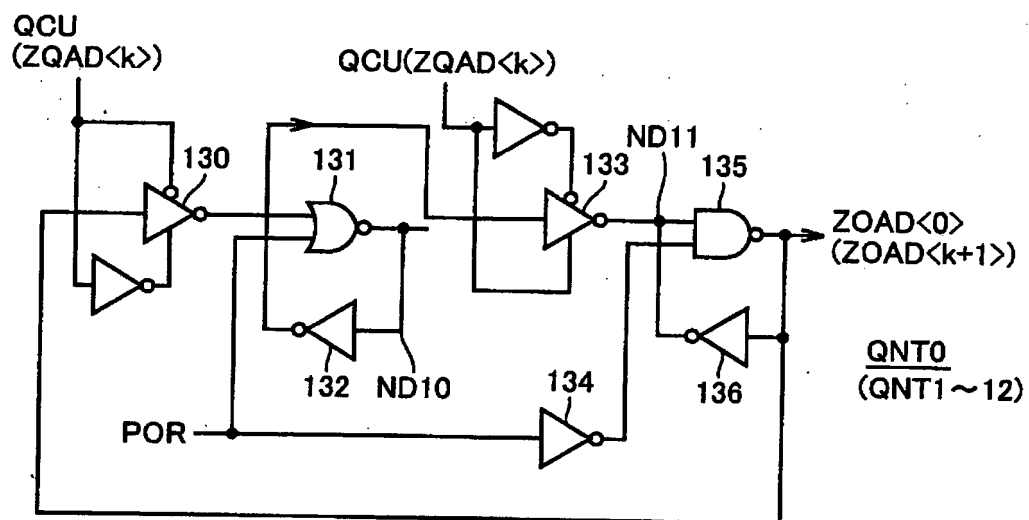 QCU
(ZQAD<k>)
QCU(ZQAD<k>)
130
131
133
ND11
135
ZOAD<0>
(ZOAD<k+1>)
132
ND10
134
136
QNT0
(QNT1~12)
POR